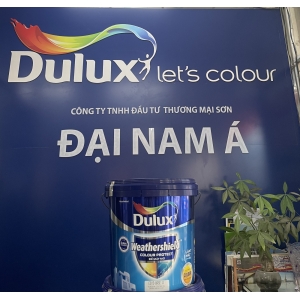 Dulux
let's colour
CÔNG TY TNHH ĐẦU TƯ THƯƠNG MẠI SƠN
ĐẠI NAM Á
Dulux
Weathershield
COLOUR PROTECT